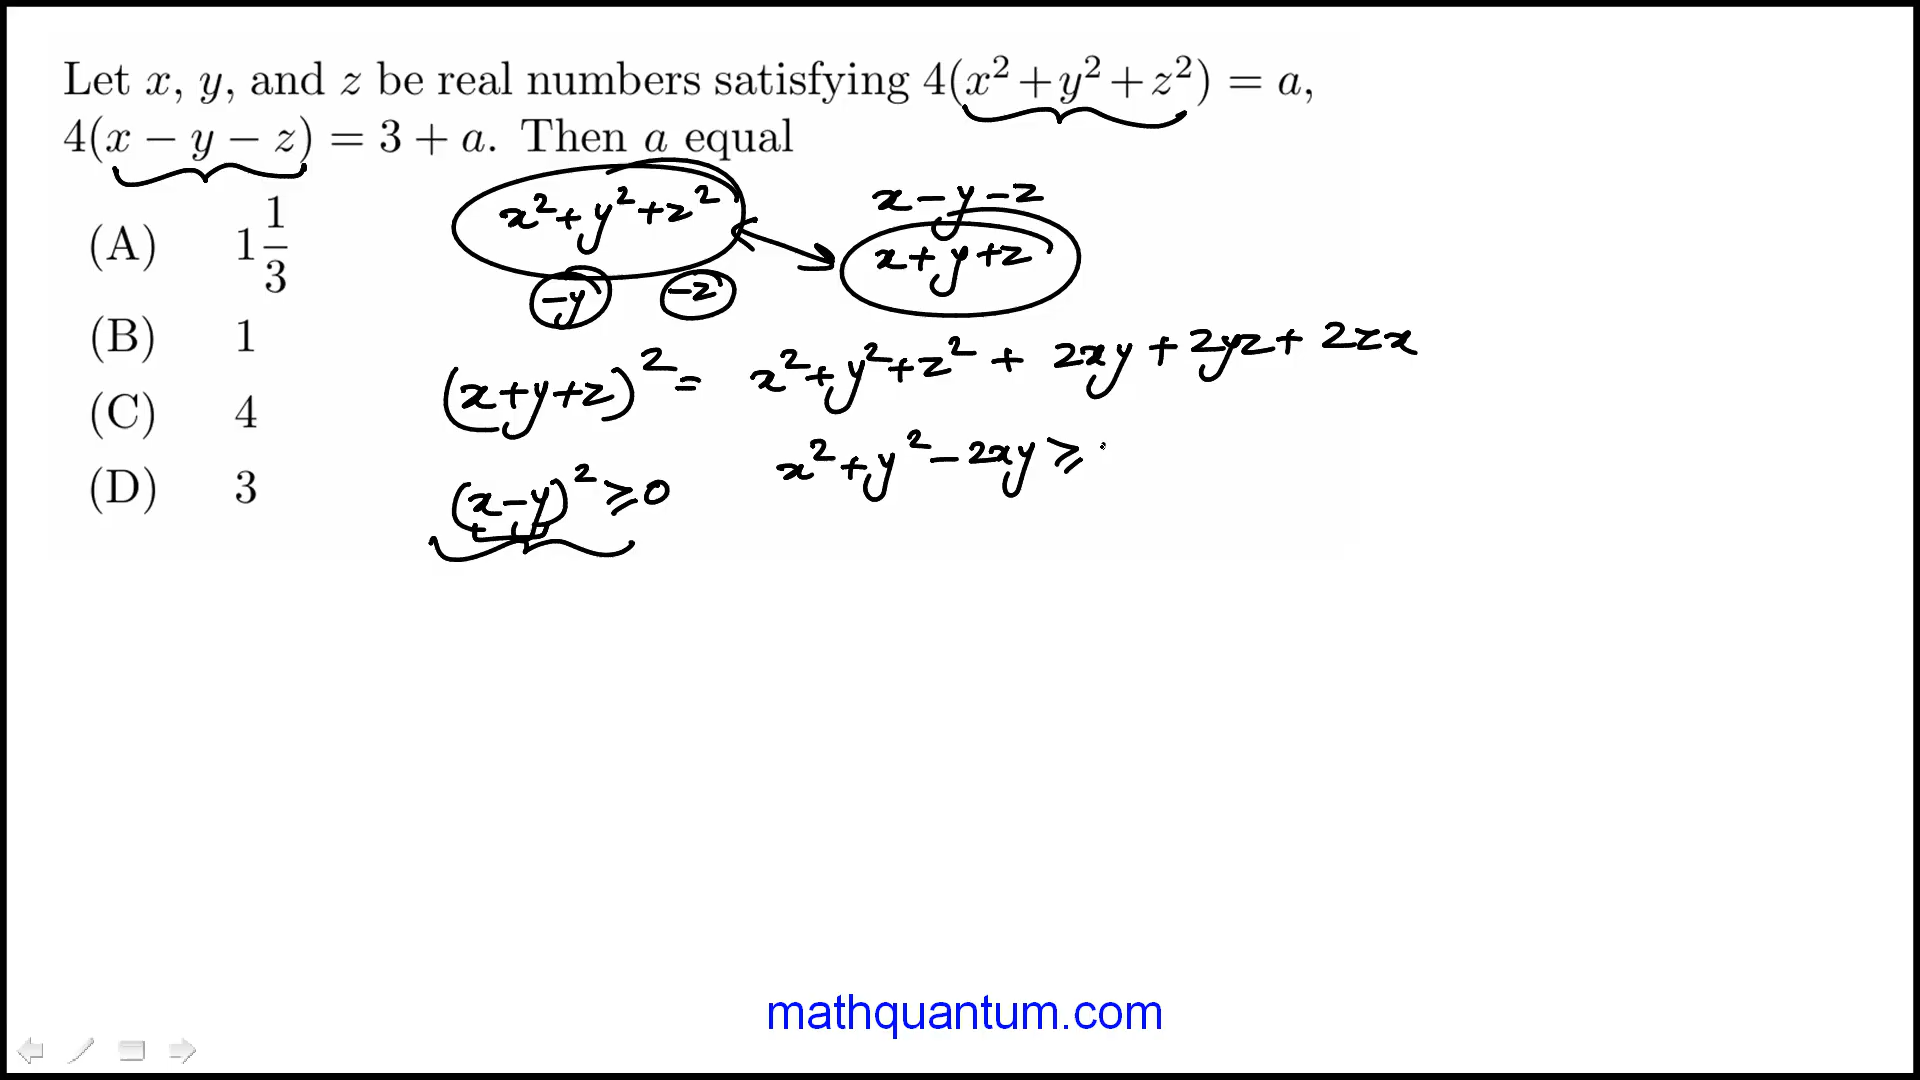 Let x, y, and z be real numbers satisfying 4(x² + y² + z²) = a,
4(x − y − z) = 3 + a. Then a equal
(A) 1 1/3
(B) 1
(C) 4
(D) 3
x² + y² + z²
x − y − z
x + y + z
−y −z
(x + y + z)² = x² + y² + z² + 2xy + 2yz + 2zx
(x − y)² ⩾ 0
x² + y² − 2xy ⩾
mathquantum.com